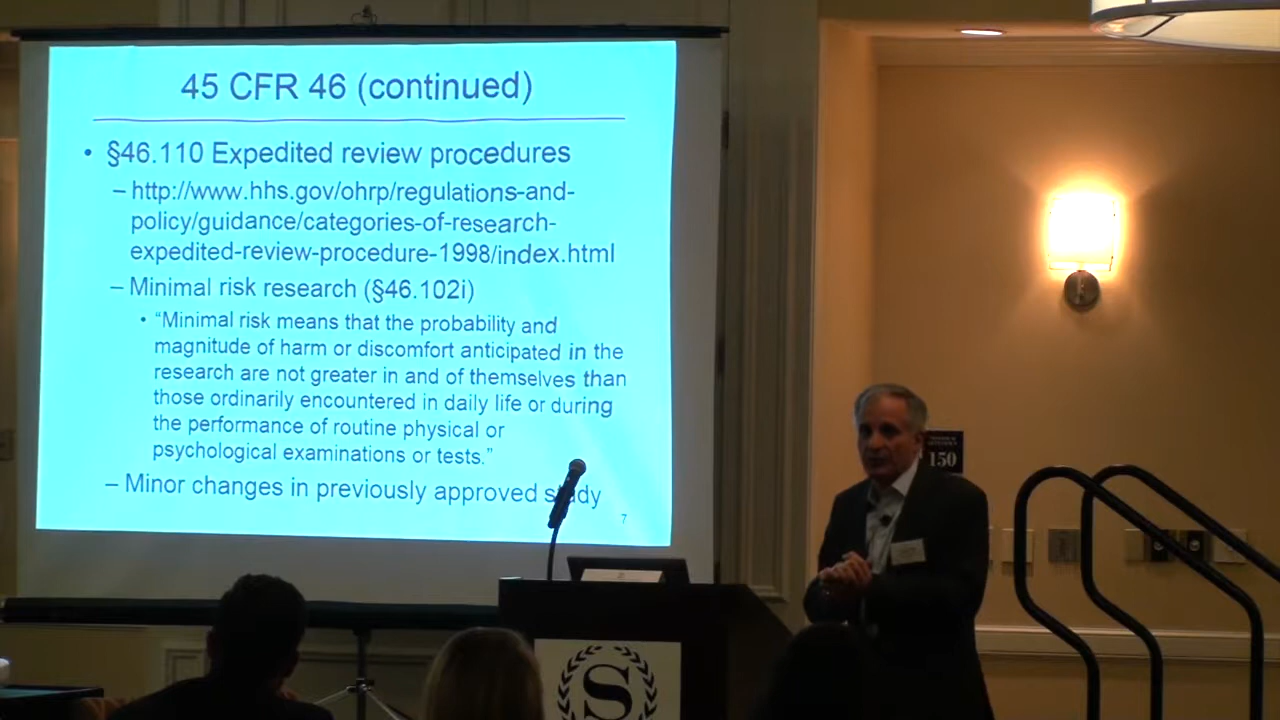 45 CFR 46 (continued)
• §46.110 Expedited review procedures
– http://www.hhs.gov/ohrp/regulations-and-
policy/guidance/categories-of-research-
expedited-review-procedure-1998/index.html
– Minimal risk research (§46.102i)
• “Minimal risk means that the probability and
magnitude of harm or discomfort anticipated in the
research are not greater in and of themselves than
those ordinarily encountered in daily life or during
the performance of routine physical or
psychological examinations or tests.”
– Minor changes in previously approved study
7
150
S